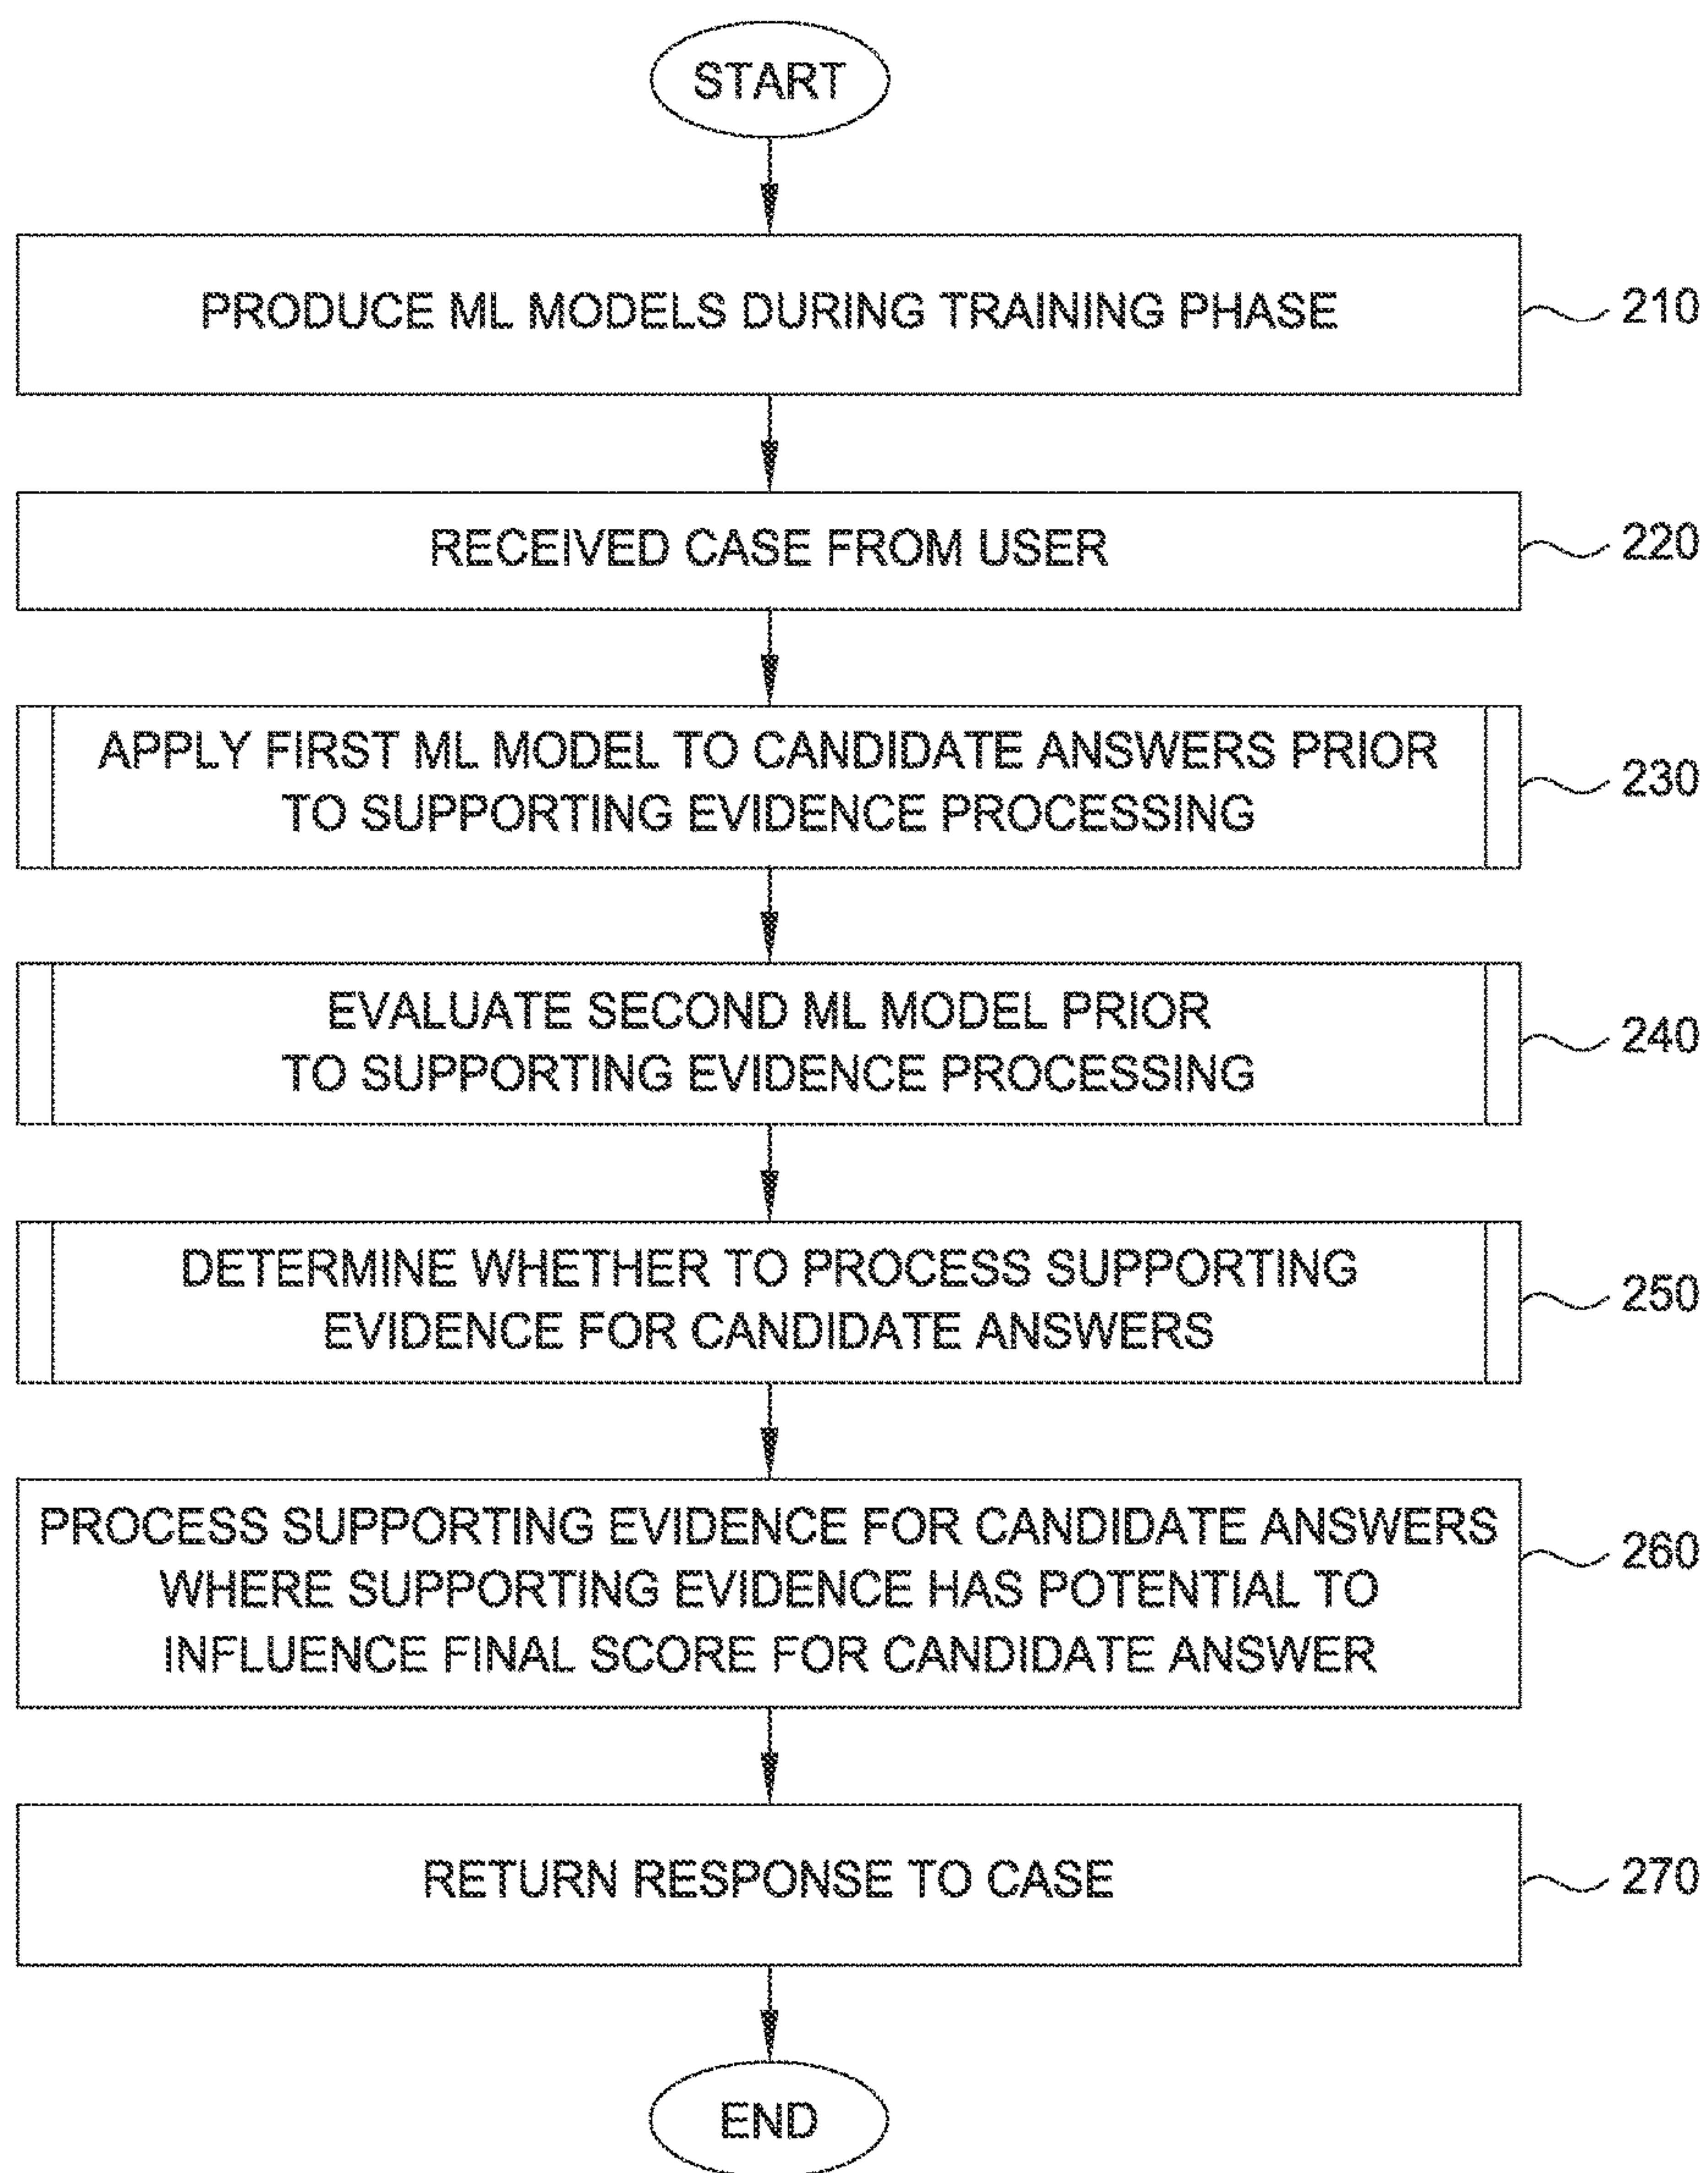 START
PRODUCE ML MODELS DURING TRAINING PHASE
210
RECEIVED CASE FROM USER
220
APPLY FIRST ML MODEL TO CANDIDATE ANSWERS PRIOR
TO SUPPORTING EVIDENCE PROCESSING
230
EVALUATE SECOND ML MODEL PRIOR
TO SUPPORTING EVIDENCE PROCESSING
240
DETERMINE WHETHER TO PROCESS SUPPORTING
EVIDENCE FOR CANDIDATE ANSWERS
250
PROCESS SUPPORTING EVIDENCE FOR CANDIDATE ANSWERS
WHERE SUPPORTING EVIDENCE HAS POTENTIAL TO
INFLUENCE FINAL SCORE FOR CANDIDATE ANSWER
260
RETURN RESPONSE TO CASE
270
END